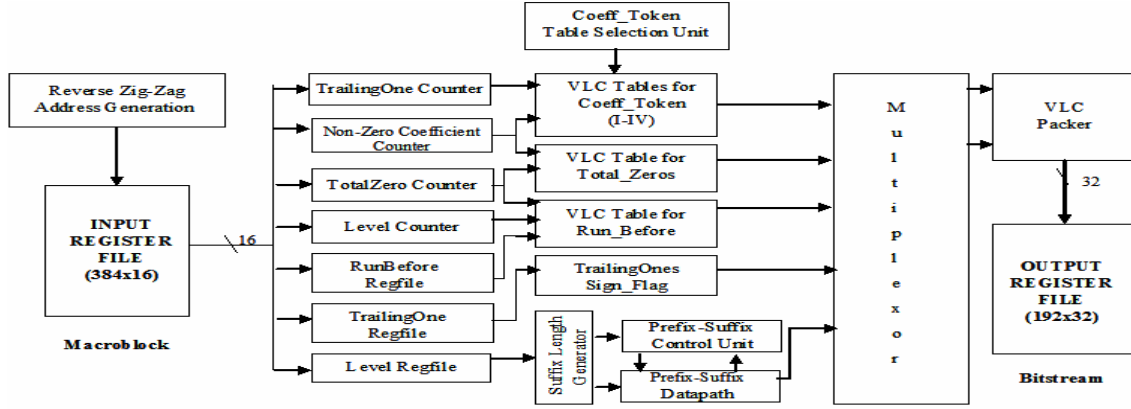 Coeff_Token
Table Selection Unit
Reverse Zig-Zag
Address Generation
INPUT
REGISTER
FILE
(384x16)
Macroblock
16
TrailingOne Counter
Non-Zero Coefficient
Counter
TotalZero Counter
Level Counter
RunBefore
Regfile
TrailingOne
Regfile
Level Regfile
VLC Tables for
Coeff_Token
(I-IV)
VLC Table for
Total_Zeros
VLC Table for
Run_Before
TrailingOnes
Sign_Flag
Suffix Length
Generator
Prefix-Suffix
Control Unit
Prefix-Suffix
Datapath
M
u
l
t
i
p
l
e
x
o
r
VLC
Packer
32
OUTPUT
REGISTER
FILE
(192x32)
Bitstream